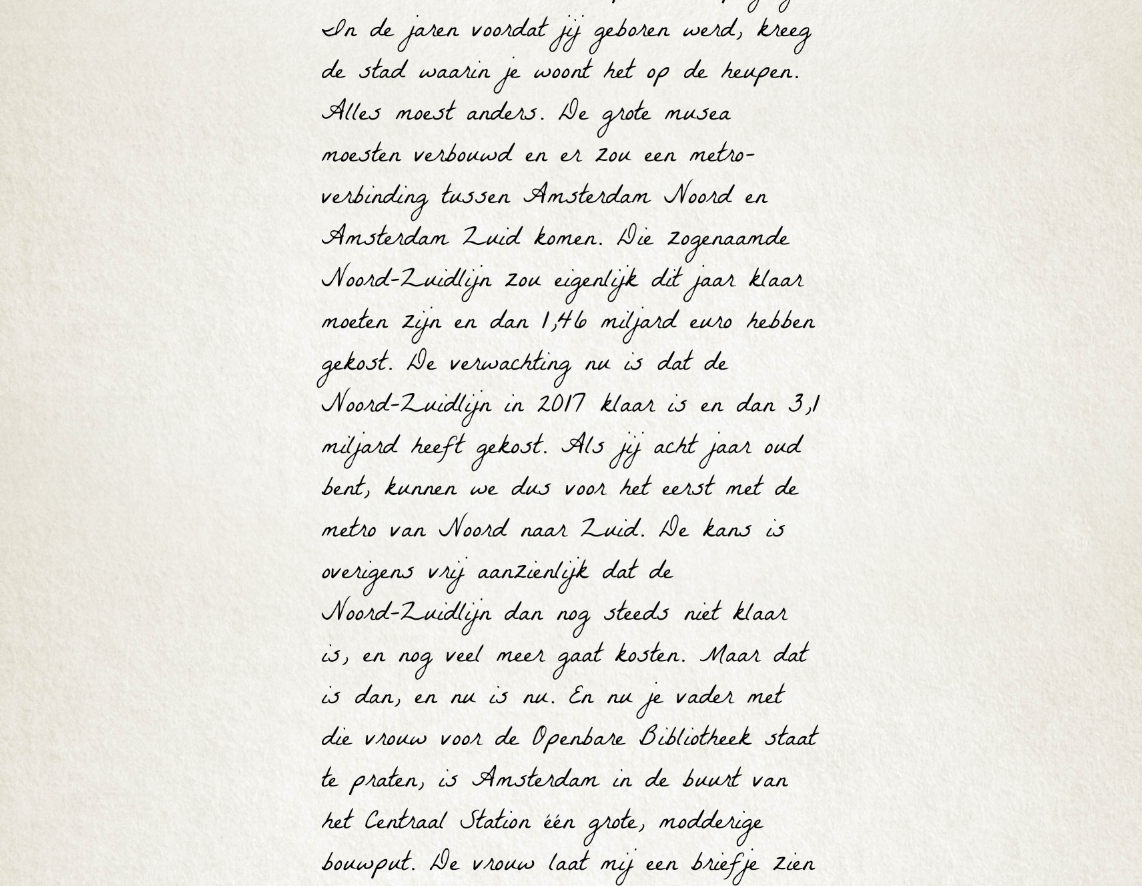 In de jaren voordat jij geboren werd, kreeg
de stad waarin je woont het op de heupen.
Alles moest anders. De grote musea
moesten verbouwd en er zou een metro-
verbinding tussen Amsterdam Noord en
Amsterdam Zuid komen. Die zogenaamde
Noord-Zuidlijn zou eigenlijk dit jaar klaar
moeten zijn en dan 1,46 miljard euro hebben
gekost. De verwachting nu is dat de
Noord-Zuidlijn in 2017 klaar is en dan 3,1
miljard heeft gekost. Als jij acht jaar oud
bent, kunnen we dus voor het eerst met de
metro van Noord naar Zuid. De kans is
overigens vrij aanzienlijk dat de
Noord-Zuidlijn dan nog steeds niet klaar
is, en nog veel meer gaat kosten. Maar dat
is dan, en nu is nu. En nu je vader met
die vrouw voor de Openbare Bibliotheek staat
te praten, is Amsterdam in de buurt van
het Centraal Station één grote, modderige
bouwput. De vrouw laat mij een briefje zien